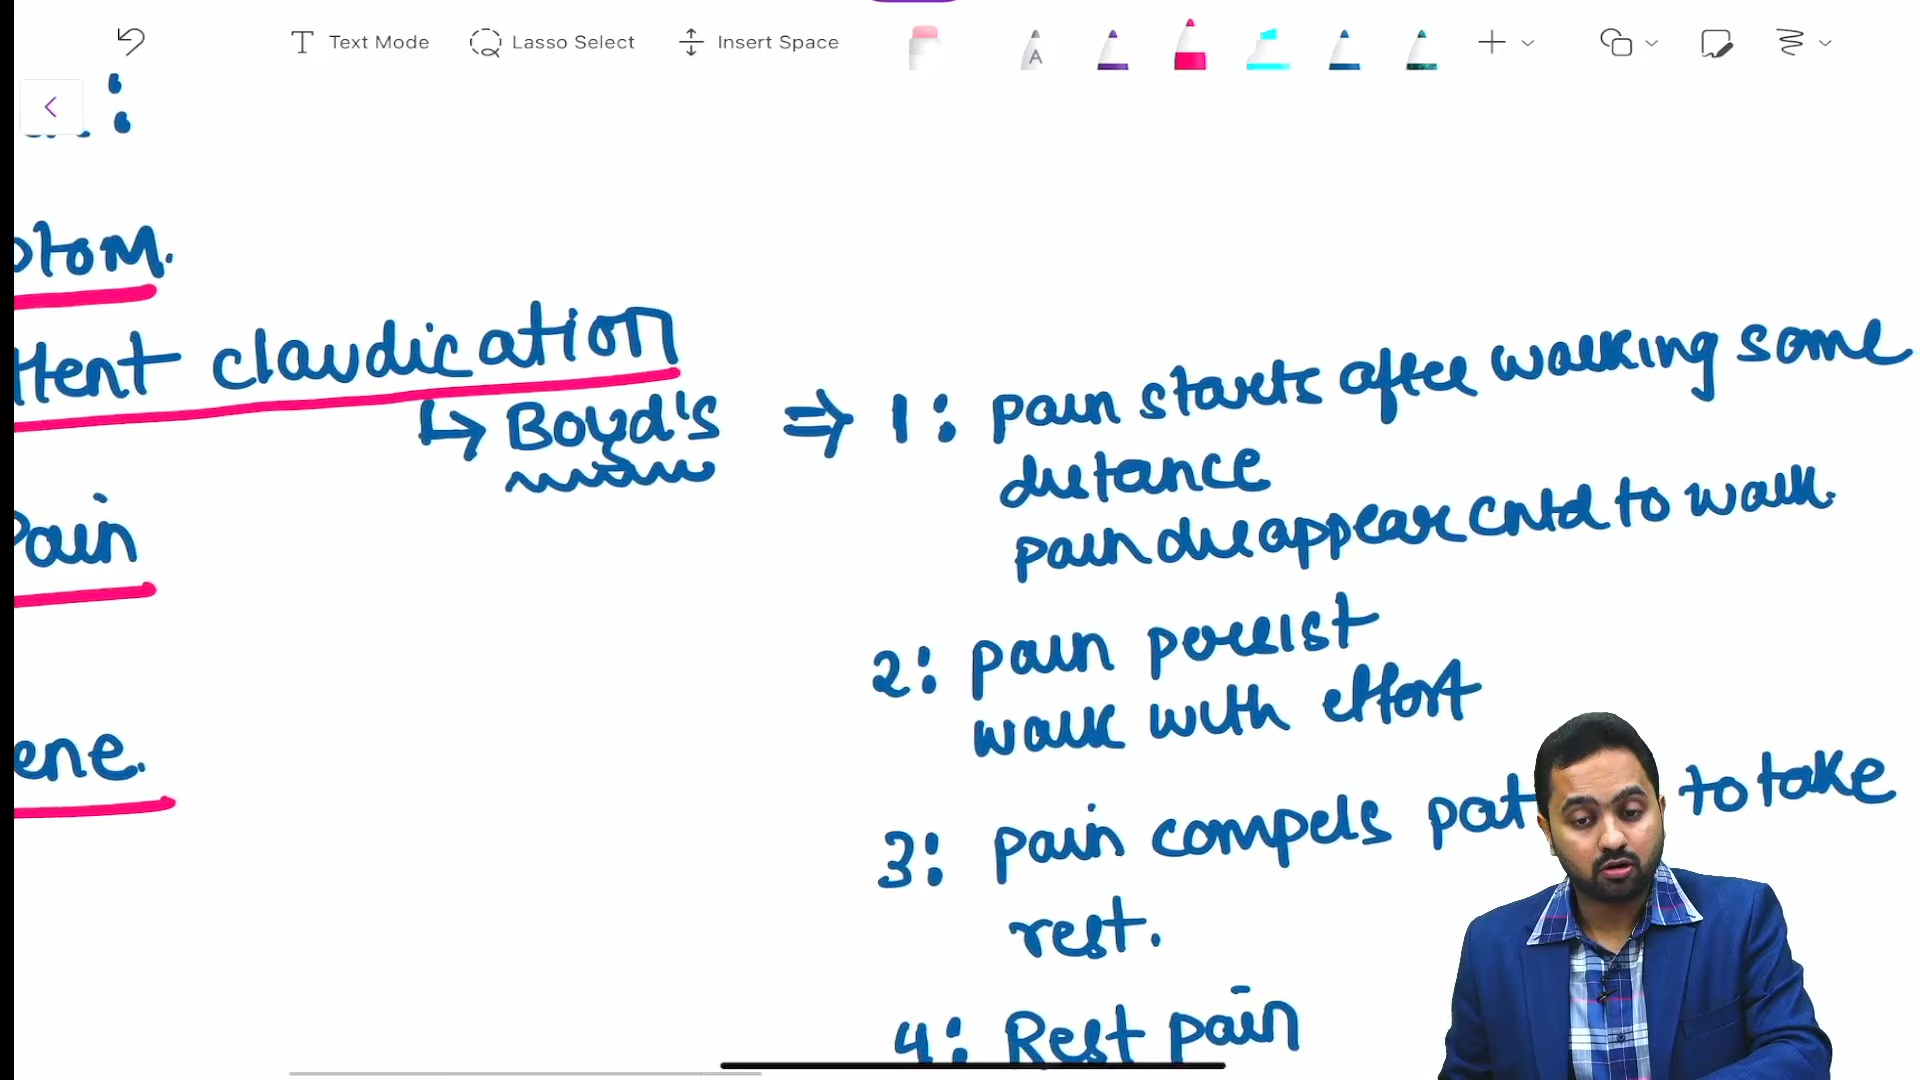 Text Mode
Lasso Select
Insert Space
A
otom.
ttent claudication
↳ Boyd's ⇒ 1: pain starts after walking some
distance
pain disappear cntd to walk.
Pain
2: pain persist
walk with effort
ene.
3: pain compels pat to take
rest.
4: Rest pain